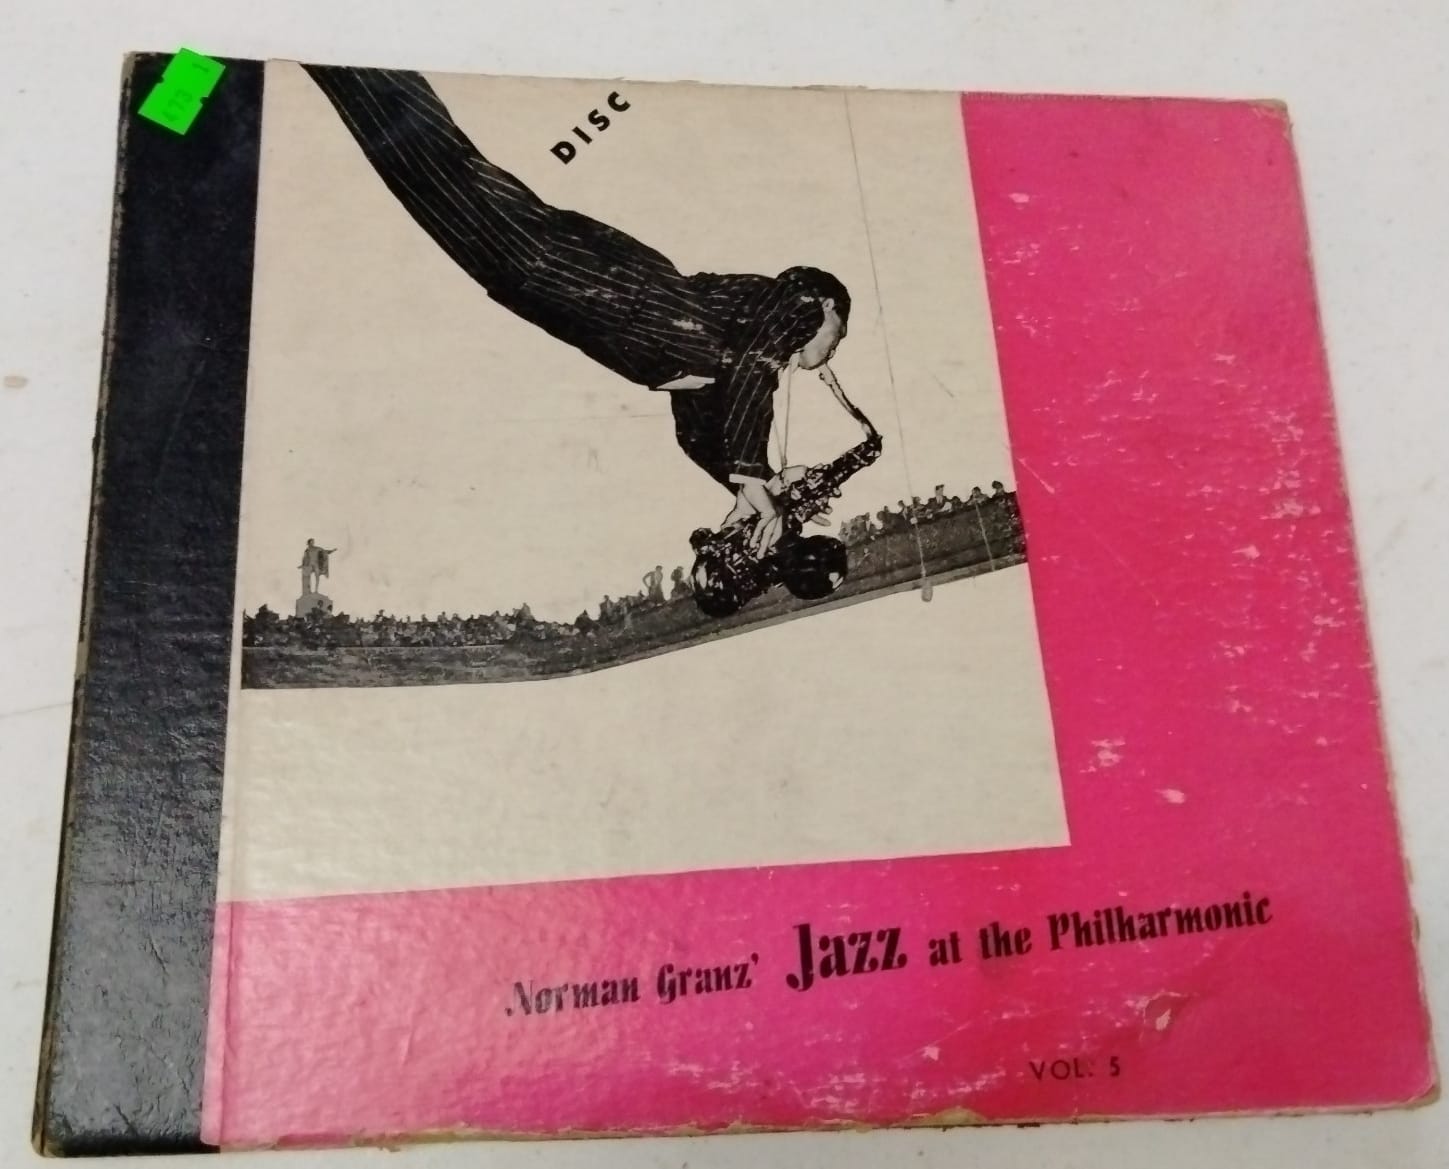 DISC
Norman Granz' Jazz at the Philharmonic
VOL. 5